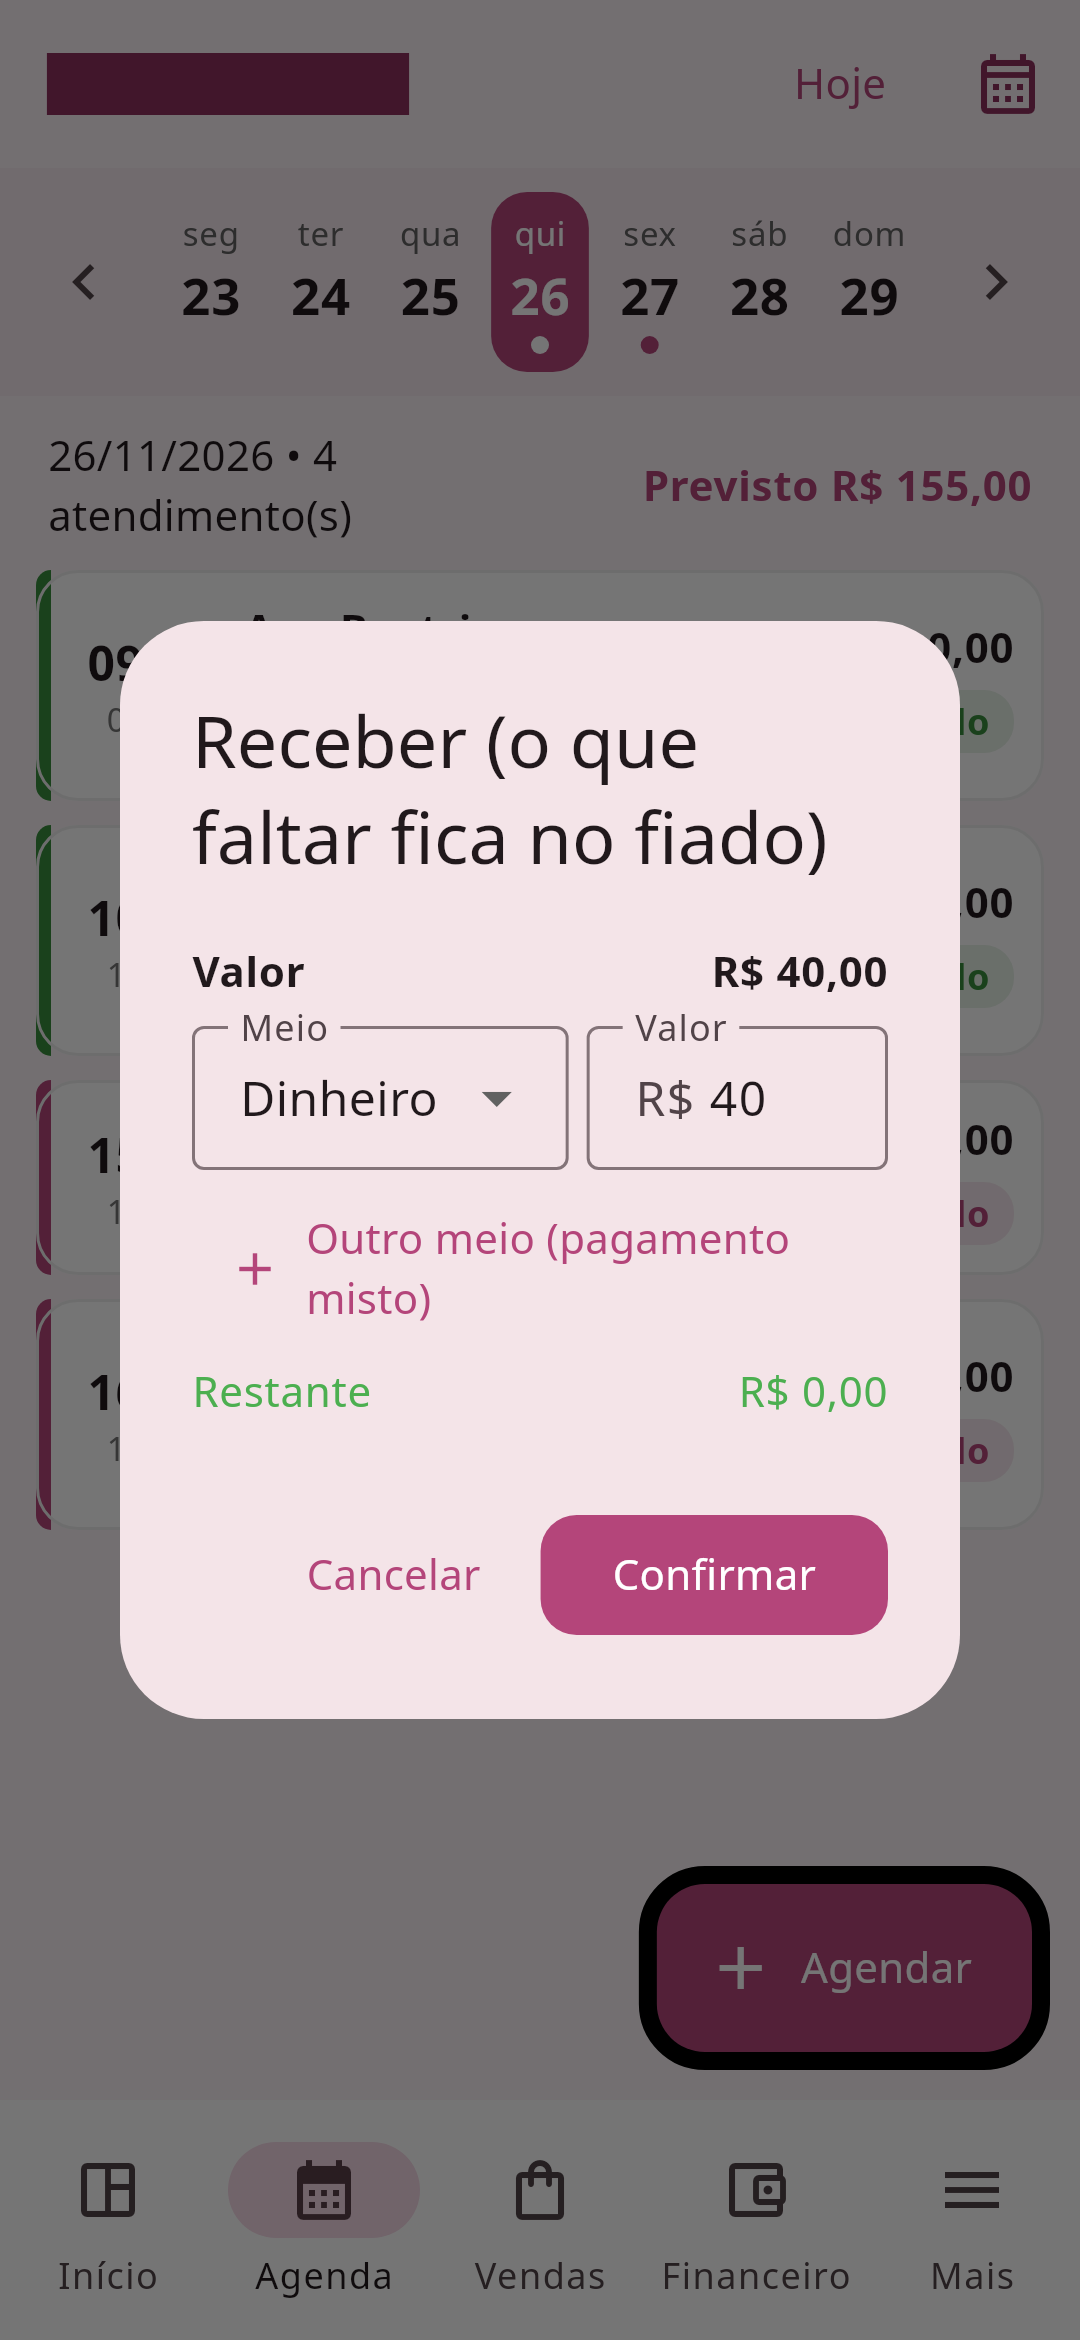 Hoje
seg ter qua qui sex sáb dom
23 24 25 26 27 28 29
26/11/2026 • 4
atendimento(s)
Previsto R$ 155,00
Receber (o que
faltar fica no fiado)
Valor R$ 40,00
Meio Valor
Dinheiro R$ 40
Outro meio (pagamento
misto)
Restante R$ 0,00
Cancelar Confirmar
Agendar
Início Agenda Vendas Financeiro Mais